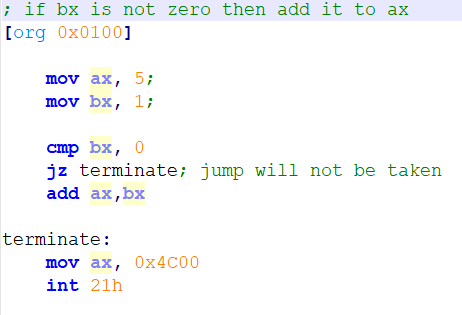 ; if bx is not zero then add it to ax
[org 0x0100]
mov ax, 5;
mov bx, 1;
cmp bx, 0
jz terminate; jump will not be taken
add ax,bx
terminate:
mov ax, 0x4C00
int 21h